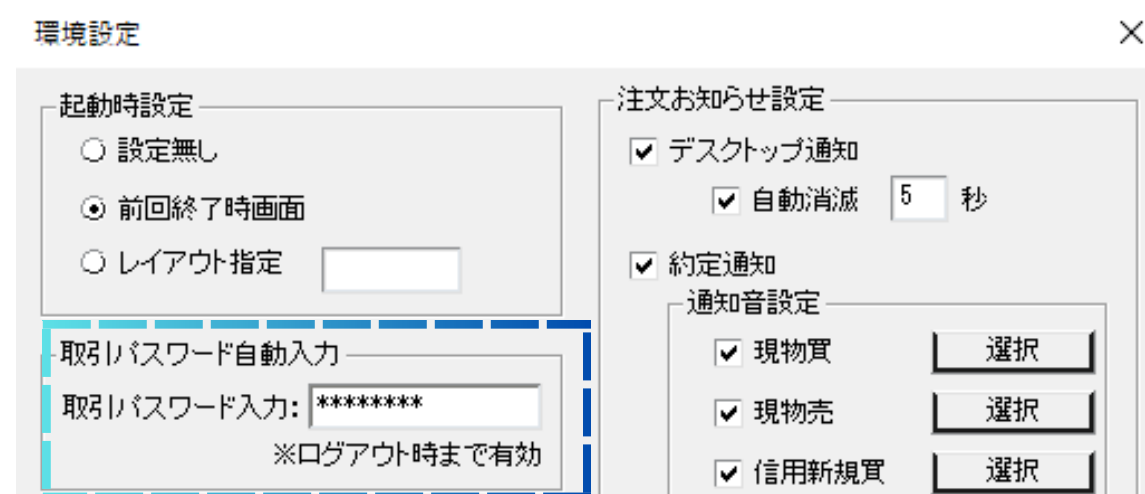 環境設定
起動時設定
設定無し
前回終了時画面
レイアウト指定
取引パスワード自動入力
取引パスワード入力: ********
※ログアウト時まで有効
注文お知らせ設定
デスクトップ通知
自動消滅 5 秒
約定通知
通知音設定
現物買 選択
現物売 選択
信用新規買 選択